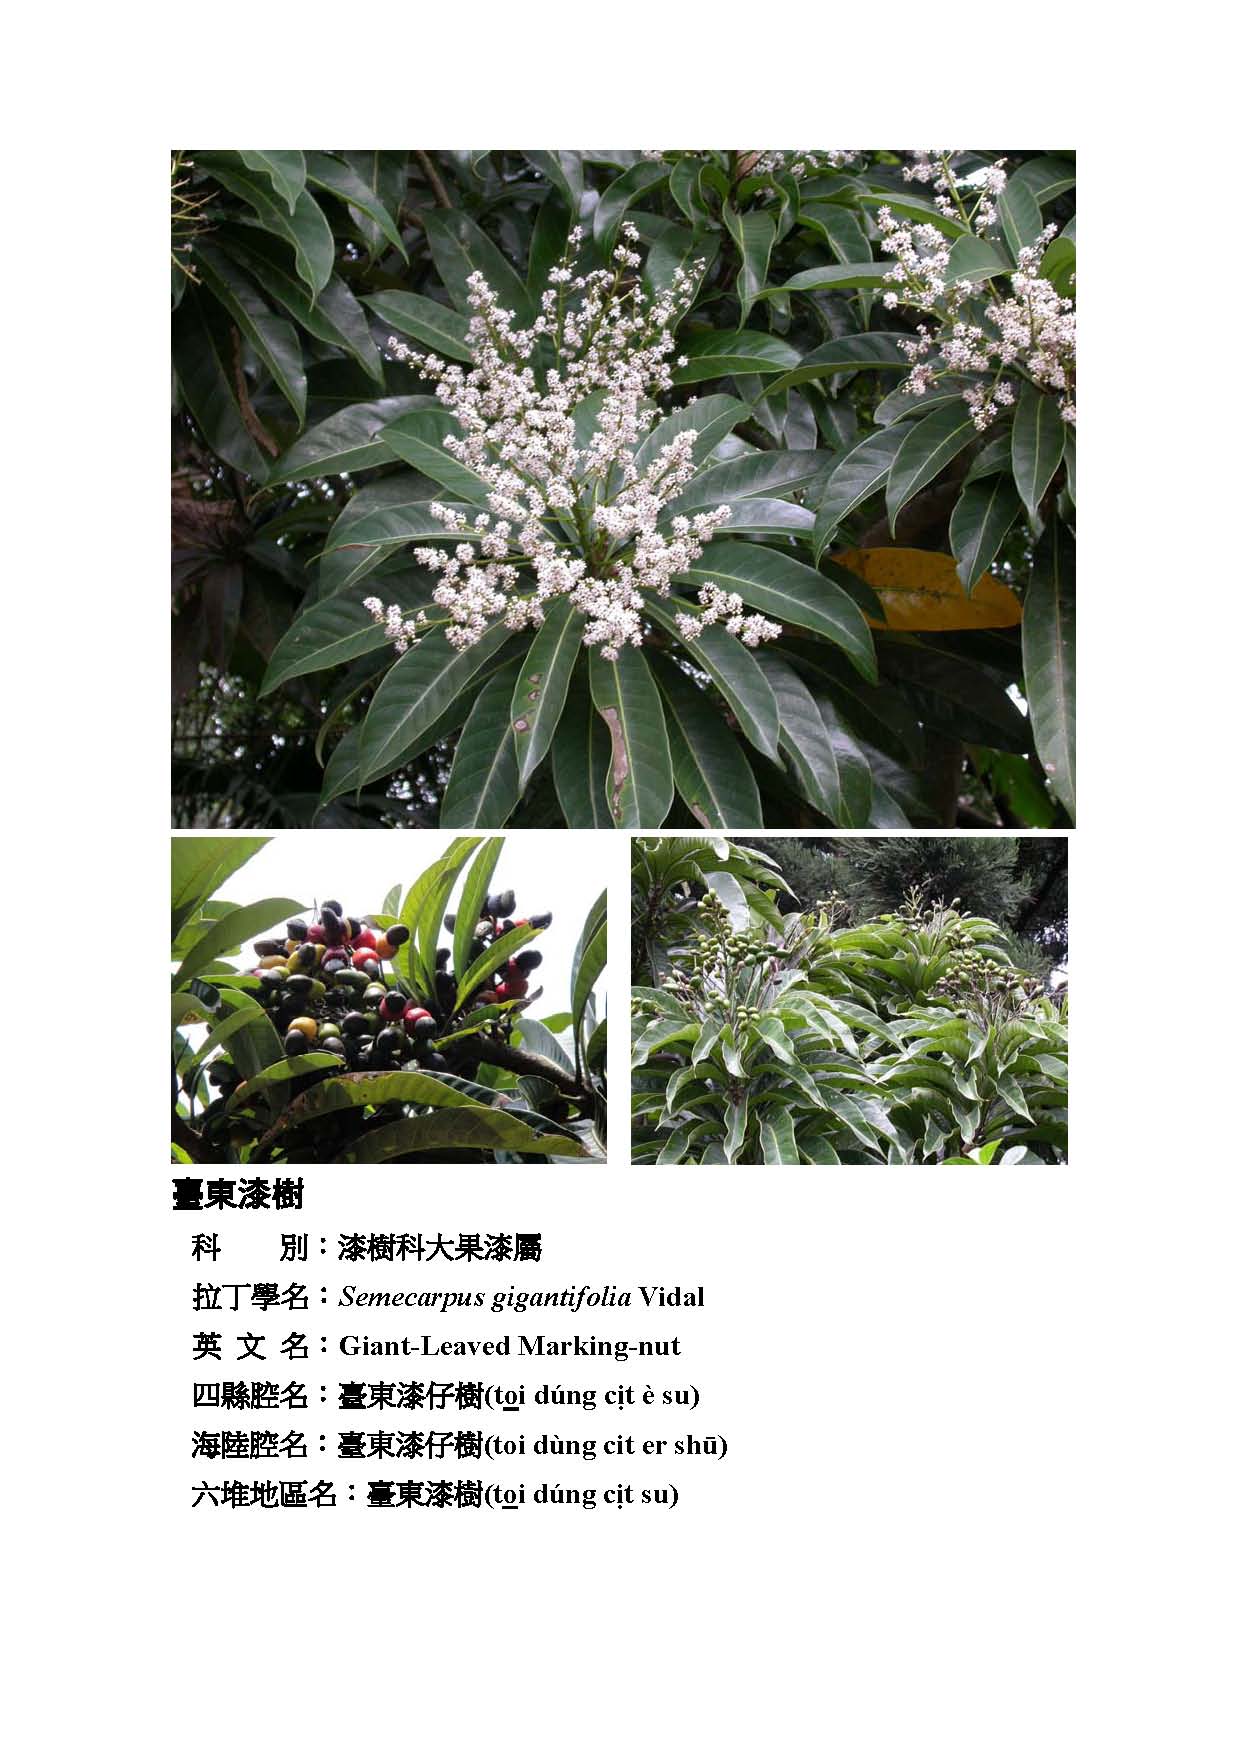 臺東漆樹
科　　別：漆樹科大果漆屬
拉丁學名：Semecarpus gigantifolia Vidal
英 文 名：Giant-Leaved Marking-nut
四縣腔名：臺東漆仔樹(to̲i dúng cịt è su)
海陸腔名：臺東漆仔樹(toi dùng cit er shū)
六堆地區名：臺東漆樹(to̲i dúng cịt su)